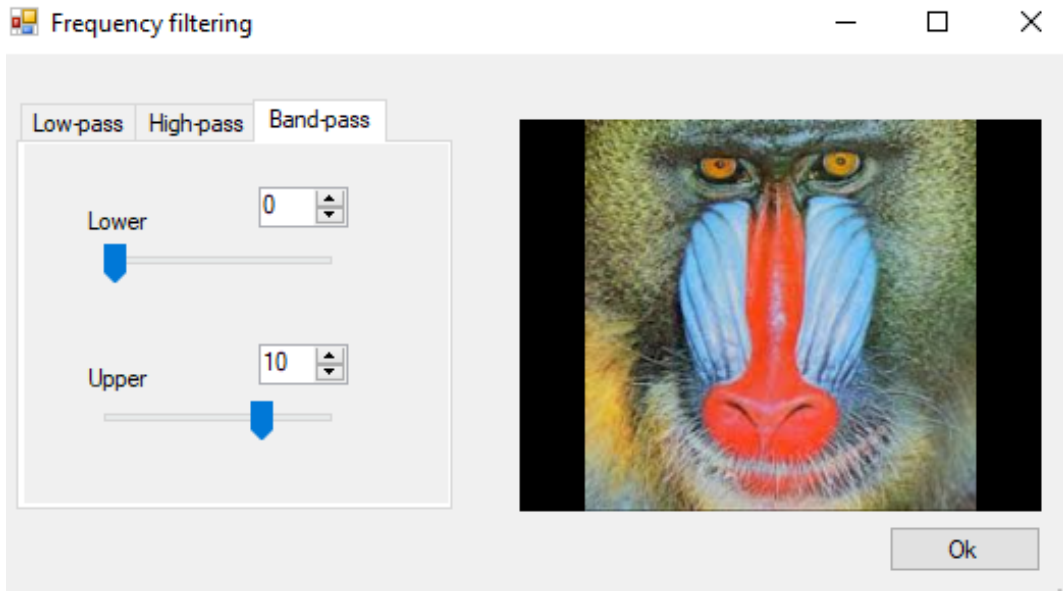 Frequency filtering
Low-pass High-pass Band-pass
Lower 0
Upper 10
Ok